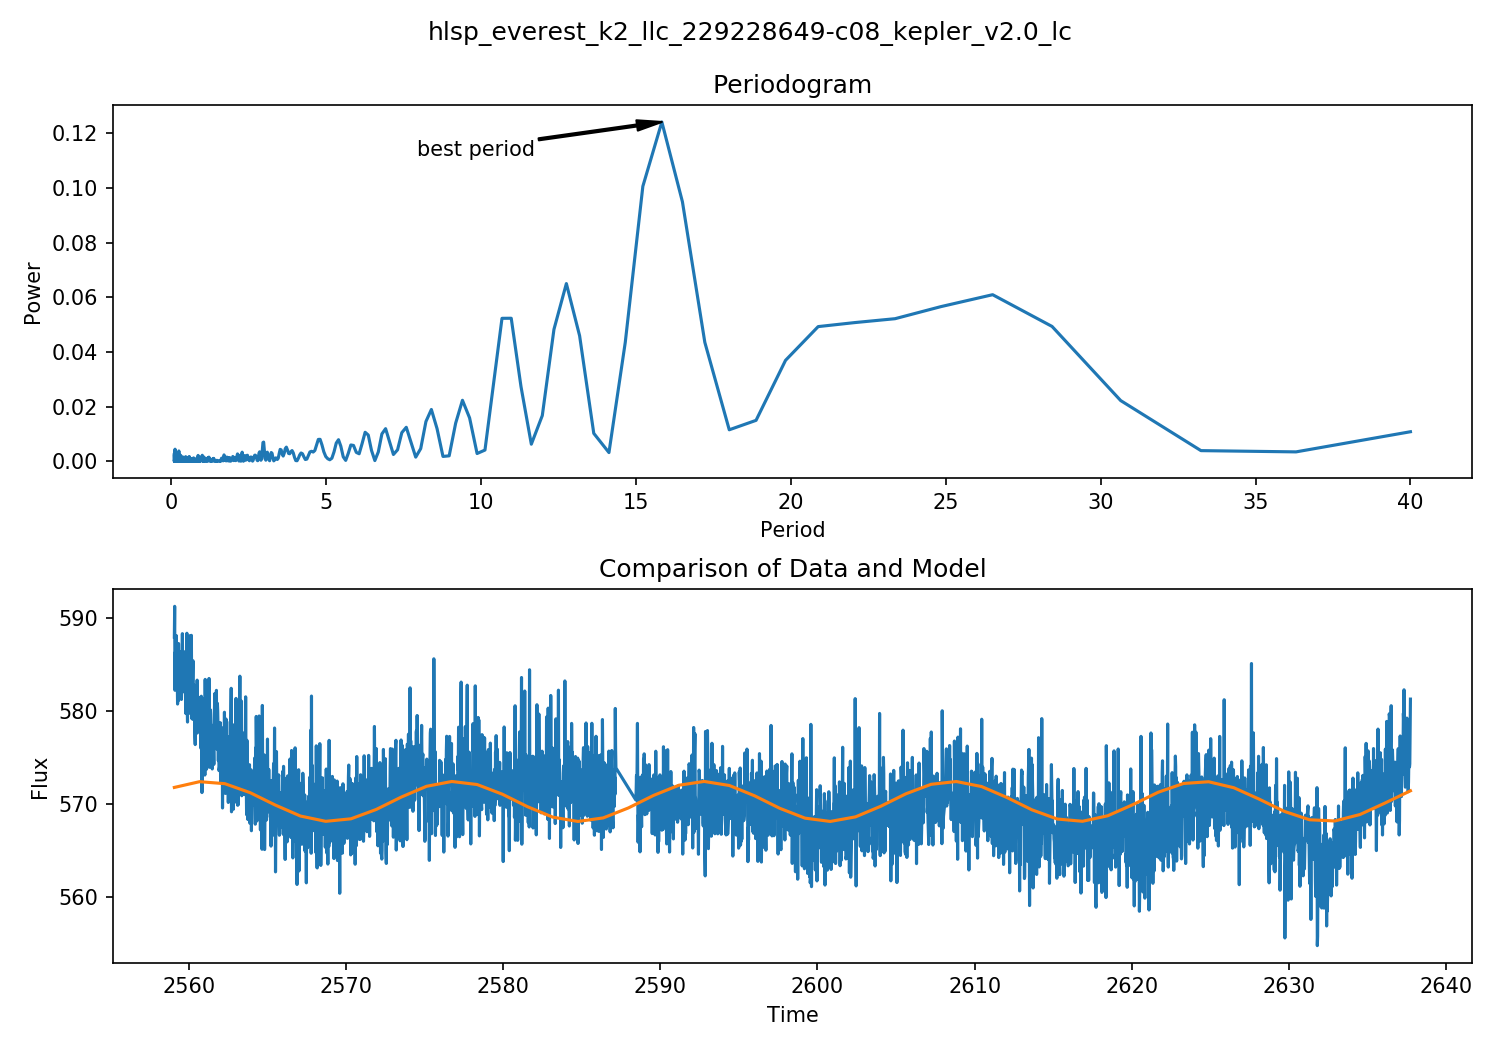 hlsp_everest_k2_llc_229228649-c08_kepler_v2.0_lc
Periodogram
best period
Power
0.12
0.10
0.08
0.06
0.04
0.02
0.00
0 5 10 15 20 25 30 35 40
Period
Comparison of Data and Model
Flux
590
580
570
560
2560 2570 2580 2590 2600 2610 2620 2630 2640
Time